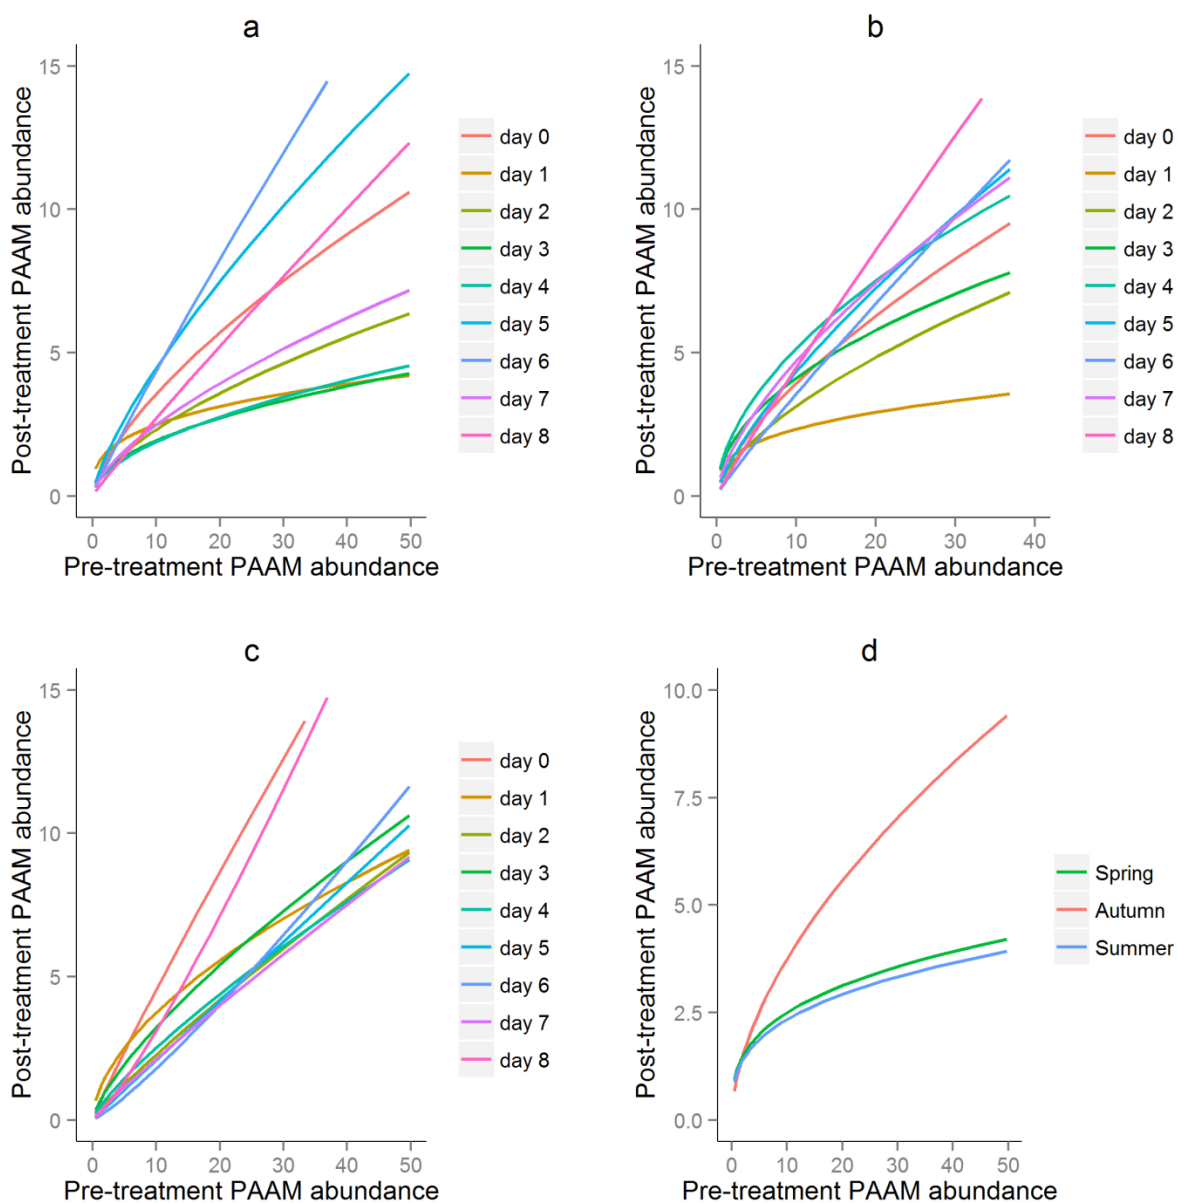 a
Post-treatment PAAM abundance
15
10
5
0
0 10 20 30 40 50
Pre-treatment PAAM abundance
day 0
day 1
day 2
day 3
day 4
day 5
day 6
day 7
day 8
b
Post-treatment PAAM abundance
15
10
5
0
0 10 20 30 40
Pre-treatment PAAM abundance
day 0
day 1
day 2
day 3
day 4
day 5
day 6
day 7
day 8
c
Post-treatment PAAM abundance
15
10
5
0
0 10 20 30 40 50
Pre-treatment PAAM abundance
day 0
day 1
day 2
day 3
day 4
day 5
day 6
day 7
day 8
d
Post-treatment PAAM abundance
10.0
7.5
5.0
2.5
0.0
0 10 20 30 40 50
Pre-treatment PAAM abundance
Spring
Autumn
Summer